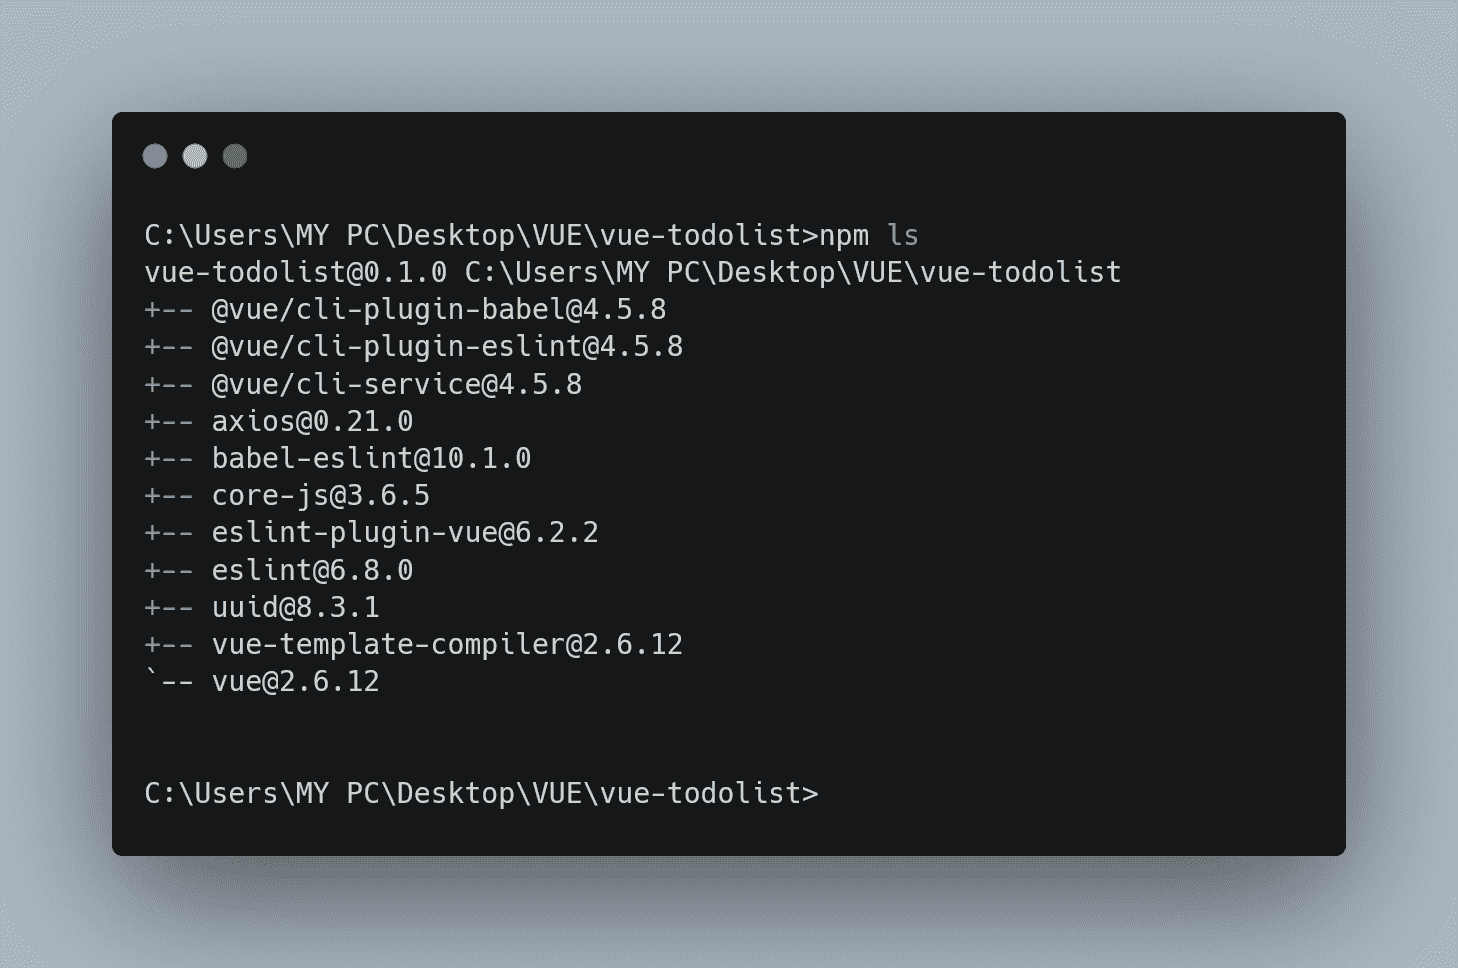 C:\Users\MY PC\Desktop\VUE\vue-todolist>npm ls
vue-todolist@0.1.0 C:\Users\MY PC\Desktop\VUE\vue-todolist
+-- @vue/cli-plugin-babel@4.5.8
+-- @vue/cli-plugin-eslint@4.5.8
+-- @vue/cli-service@4.5.8
+-- axios@0.21.0
+-- babel-eslint@10.1.0
+-- core-js@3.6.5
+-- eslint-plugin-vue@6.2.2
+-- eslint@6.8.0
+-- uuid@8.3.1
+-- vue-template-compiler@2.6.12
`-- vue@2.6.12
C:\Users\MY PC\Desktop\VUE\vue-todolist>